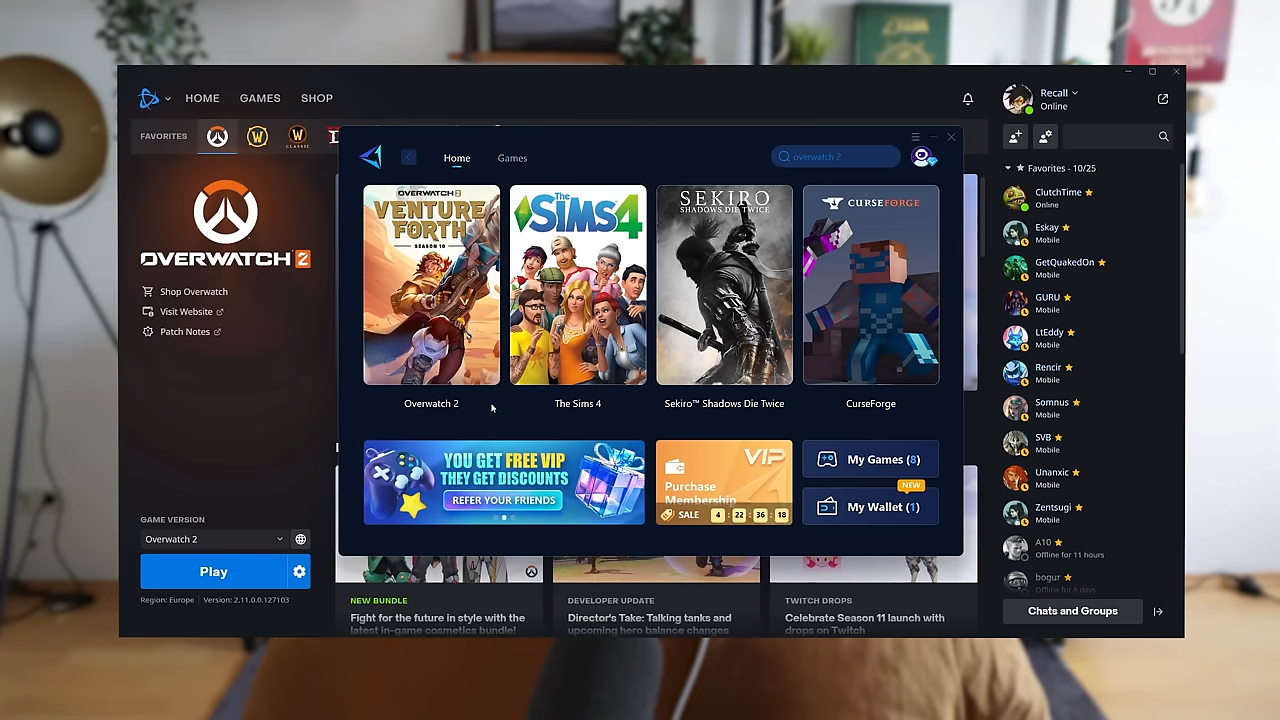 HOME
GAMES
SHOP
FAVORITES
W
W
CLASSIC
OVERWATCH 2
Shop Overwatch
Visit Website
Patch Notes
GAME VERSION
Overwatch 2
Play
Region: Europe
Version: 2.11.0.0.127103
Home
Games
overwatch 2
OVERWATCH 2
VENTURE
FORTH
SEASON 10
Overwatch 2
The
SIMS 4
The Sims 4
SEKIRO
SHADOWS DIE TWICE
Sekiro™ Shadows Die Twice
CURSEFORGE
CurseForge
YOU GET FREE VIP
THEY GET DISCOUNTS
REFER YOUR FRIENDS
VIP
Purchase
Membership
SALE 4 : 22 : 36 : 18
My Games (8)
NEW
My Wallet (1)
NEW BUNDLE
Fight for the future in style with the
latest in-game cosmetics bundle!
DEVELOPER UPDATE
Director's Take: Talking tanks and
upcoming hero balance changes
TWITCH DROPS
Celebrate Season 11 launch with
drops on Twitch
Recall
Online
Favorites - 10/25
ClutchTime
Online
Eskay
Mobile
GetQuakedOn
Mobile
GURU
Mobile
LtEddy
Mobile
Rencir
Mobile
Somnus
Mobile
SVB
Mobile
Unanxic
Mobile
Zentsugi
Mobile
A10
Offline for 11 hours
bogur
Offline for 6 days
Chats and Groups